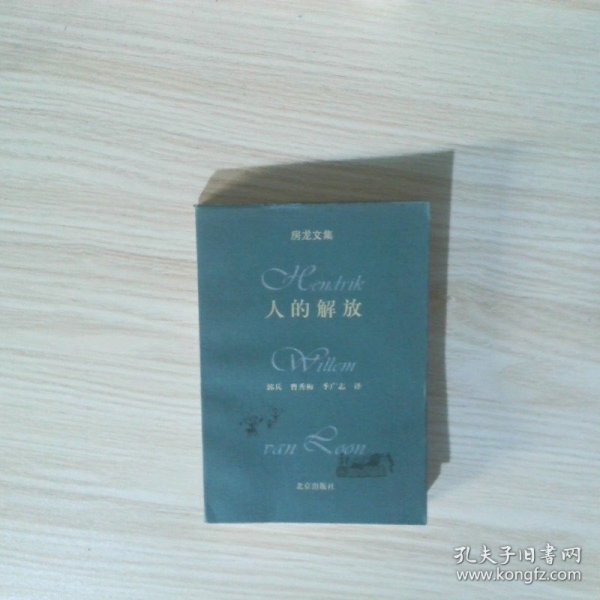 房龙文集
Hendrik
人的解放
Willem
郭兵 曹秀梅 季广志 译
van Loon
北京出版社
孔夫子旧书网
www.kongfz.com